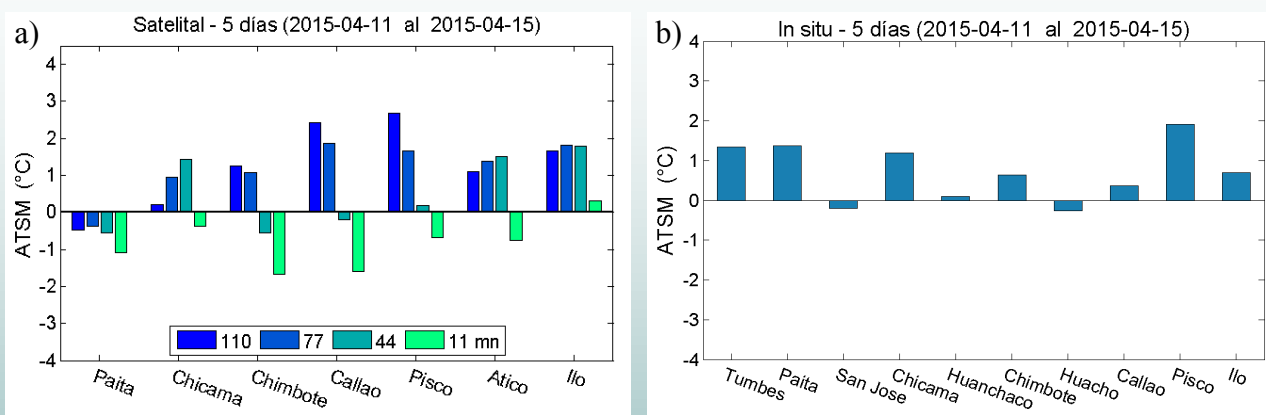 a)
Satelital - 5 días (2015-04-11 al 2015-04-15)
ATSM (°C)
4
3
2
1
0
-1
-2
-3
-4
110 77 44 11 mn
Paita Chicama Chimbote Callao Pisco Atico Ilo
b)
In situ - 5 días (2015-04-11 al 2015-04-15)
ATSM (°C)
4
3
2
1
0
-1
-2
-3
-4
Tumbes Paita San Jose Chicama Huanchaco Chimbote Huacho Callao Pisco Ilo